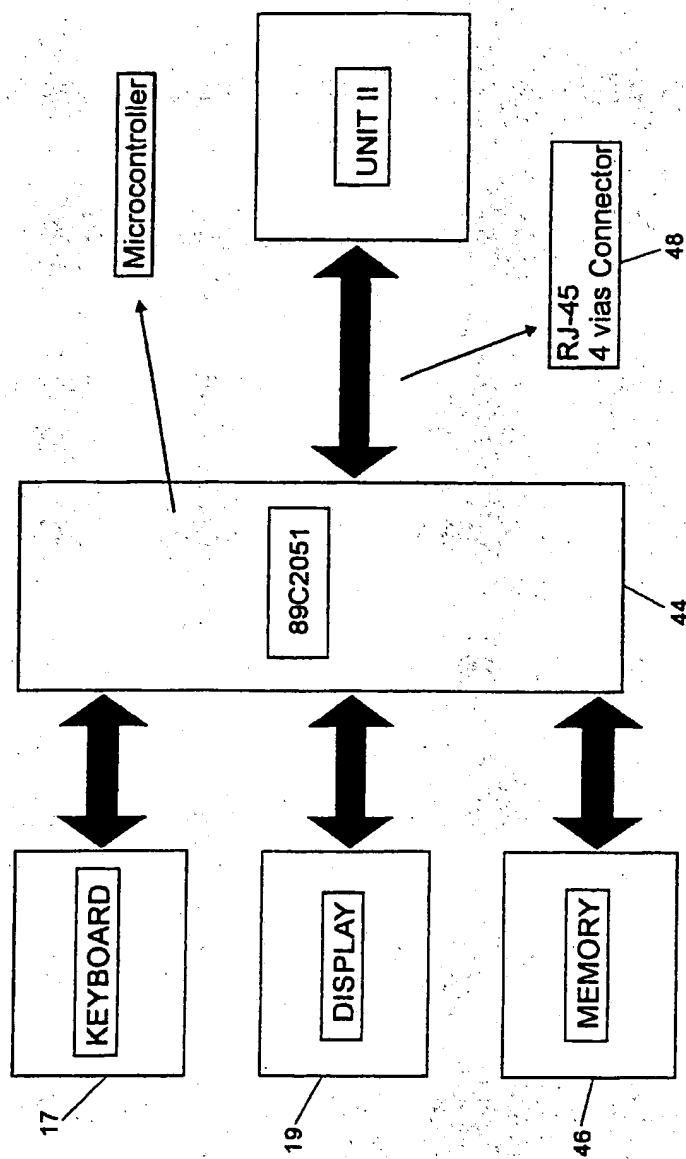 Microcontroller
UNIT II
RJ-45
4 vias Connector
48
89C2051
44
KEYBOARD
17
DISPLAY
19
MEMORY
46